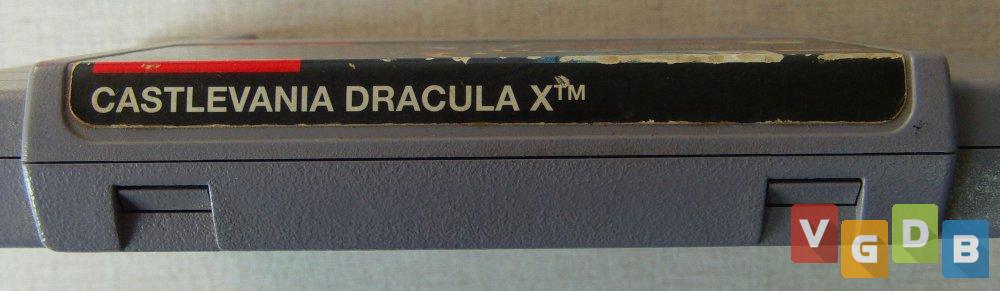 CASTLEVANIA DRACULA X™
VGDB